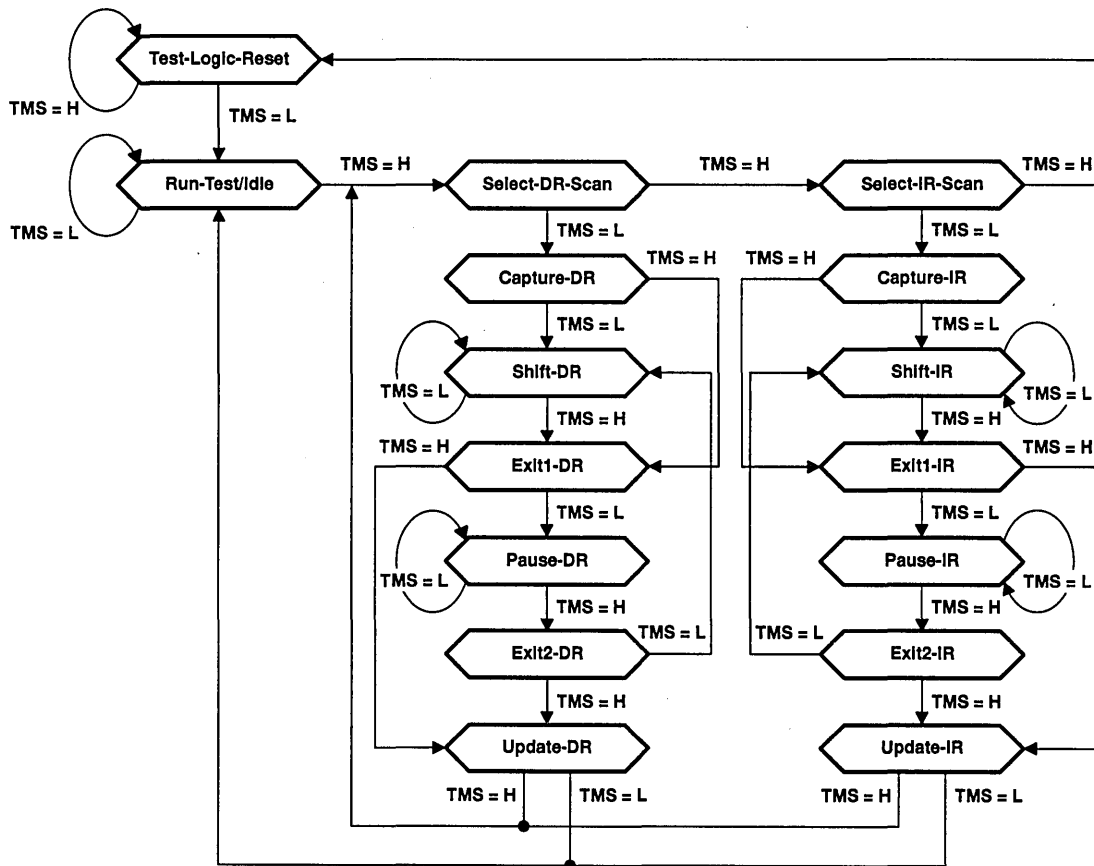 Test-Logic-Reset
TMS = H
TMS = L
Run-Test/Idle
TMS = L
TMS = H
Select-DR-Scan
TMS = H
Select-IR-Scan
TMS = H
TMS = L
TMS = L
Capture-DR
TMS = H
TMS = H
Capture-IR
TMS = L
TMS = L
Shift-DR
TMS = L
Shift-IR
TMS = L
TMS = H
TMS = H
TMS = H
Exit1-DR
Exit1-IR
TMS = H
TMS = L
TMS = L
Pause-DR
TMS = L
Pause-IR
TMS = L
TMS = H
TMS = H
Exit2-DR
TMS = L
TMS = L
Exit2-IR
TMS = H
TMS = H
Update-DR
Update-IR
TMS = H
TMS = L
TMS = H
TMS = L